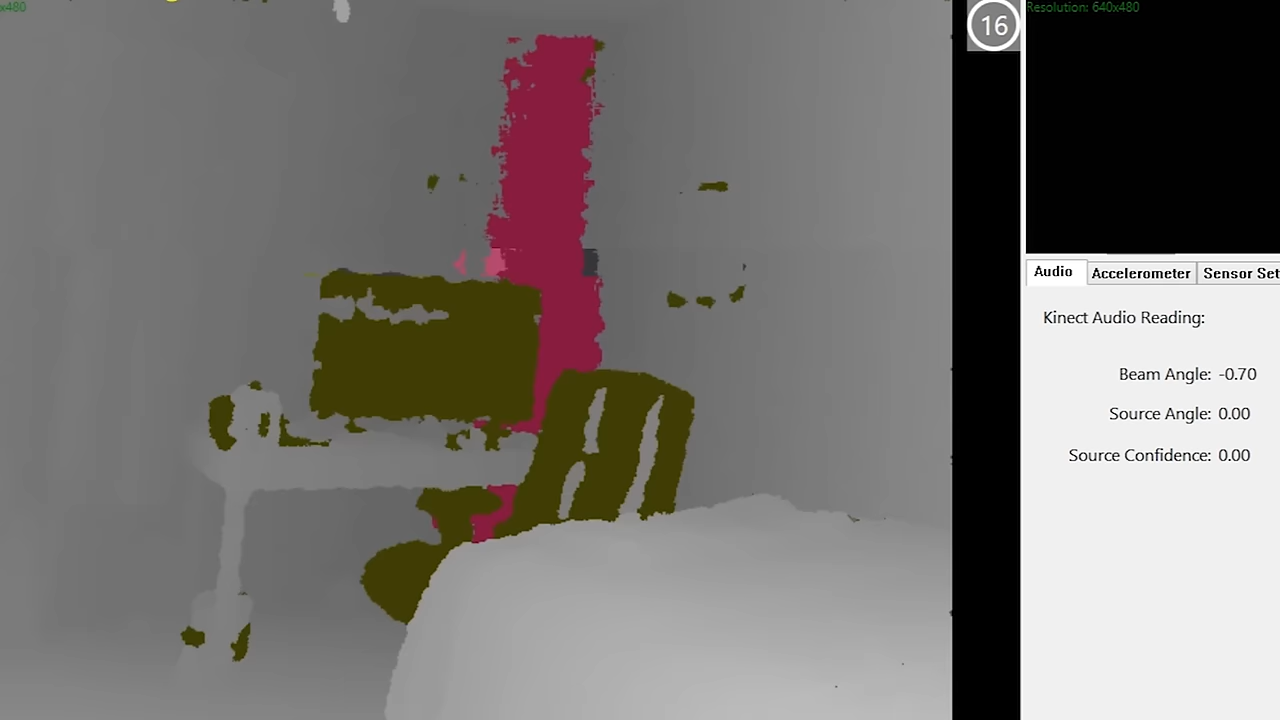 x480
16
Resolution: 640x480
Audio
Accelerometer
Sensor Set
Kinect Audio Reading:
Beam Angle: -0.70
Source Angle: 0.00
Source Confidence: 0.00